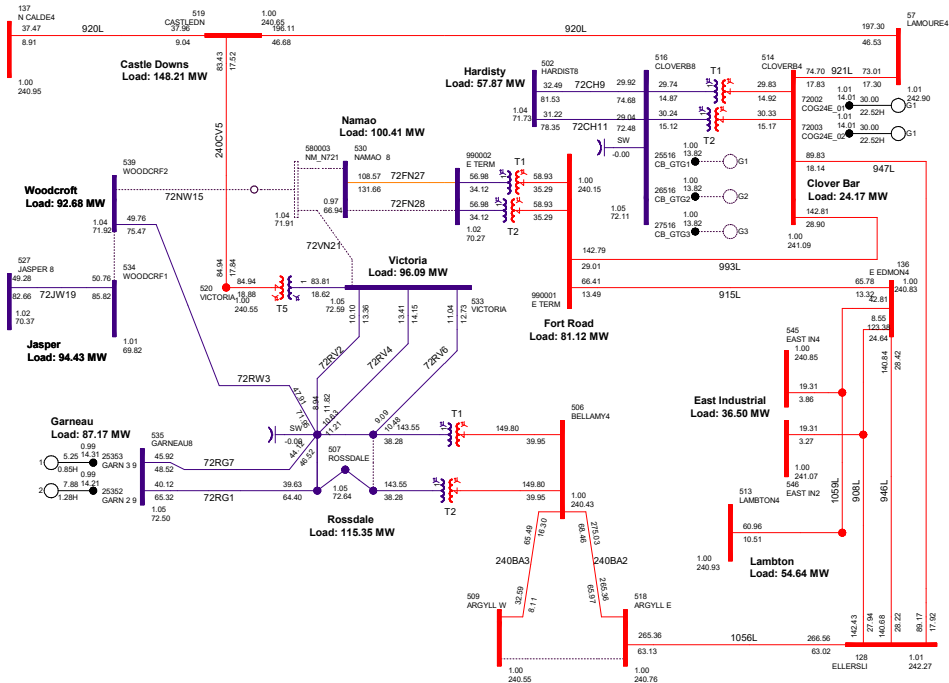 137
N CALDE4
37.47
8.91
920L
37.96
9.04
519
CASTLEDN
1.00
240.65
196.11
46.68
920L
197.30
46.53
57
LAMOURE4
1.00
240.95
Castle Downs
Load: 148.21 MW
83.43
17.52
240CV5
84.94
17.84
Hardisty
Load: 57.87 MW
502
HARDIST8
32.49
81.53
72CH9
29.92
74.68
31.22
78.35
72CH11
29.04
72.48
1.04
71.73
516
CLOVERB8
29.74
14.87
T1
29.83
14.92
30.24
15.12
T2
30.33
15.17
514
CLOVERB4
74.70
17.83
921L
73.01
17.30
1.01
242.90
72002
COG24E_01
1.00
14.01
30.00
22.52H
G1
72003
COG24E_02
1.00
14.01
30.00
22.52H
G1
SW
-0.00
25516
CB_GTG1
1.00
13.82
G1
26516
CB_GTG2
1.00
13.82
G2
27516
CB_GTG3
1.00
13.82
G3
1.05
72.11
89.83
18.14
947L
Clover Bar
Load: 24.17 MW
142.81
28.90
1.00
241.09
Namao
Load: 100.41 MW
580003
NM_N721
530
NAMAO  8
108.57
131.66
72FN27
72FN28
0.97
66.94
1.04
71.91
990002
E TERM
56.98
34.12
T1
58.93
35.29
56.98
34.12
T2
58.93
35.29
1.02
70.27
1.00
240.15
539
WOODCRF2
Woodcroft
Load: 92.68 MW
72NW15
72VN21
1.04
71.92
49.76
75.47
534
WOODCRF1
50.76
85.82
527
JASPER 8
49.28
82.66
72JW19
1.02
70.37
1.01
69.82
Jasper
Load: 94.43 MW
520
VICTORIA
84.94
18.88
1.00
240.55
T5
1
83.81
18.62
Victoria
Load: 96.09 MW
1.05
72.59
533
VICTORIA
10.10
13.36
13.41
14.15
11.04
12.73
72RV2
72RV4
72RV6
72RW3
142.79
29.01
993L
66.41
13.49
915L
65.78
13.32
990001
E TERM
Fort Road
Load: 81.12 MW
136
E EDMON4
1.00
240.83
42.81
8.55
123.38
24.64
140.84
28.42
545
EAST IN4
1.00
240.85
19.31
3.86
East Industrial
Load: 36.50 MW
19.31
3.27
1.00
241.07
546
EAST IN2
513
LAMBTON4
60.96
10.51
1.00
240.93
Lambton
Load: 54.64 MW
1059L
908L
946L
Garneau
Load: 87.17 MW
535
GARNEAU8
1
5.25
0.85H
0.99
14.31
25353
GARN 3 9
2
7.88
1.28H
0.99
14.21
25352
GARN 2 9
45.92
48.52
72RG7
44.12
46.52
40.12
65.32
72RG1
39.63
64.40
1.05
72.50
SW
-0.00
47.91
8.94
11.82
10.63
11.21
9.09
10.48
507
ROSSDALE
1.05
72.64
Rossdale
Load: 115.35 MW
143.55
38.28
T1
149.80
39.95
143.55
38.28
T2
149.80
39.95
506
BELLAMY4
1.00
240.43
65.49
16.30
275.03
68.46
240BA3
240BA2
32.59
8.11
265.36
65.97
509
ARGYLL W
1.00
240.55
518
ARGYLL E
1.00
240.76
265.36
63.13
1056L
266.56
63.02
142.43
27.94
140.68
28.22
89.17
17.92
128
ELLERSLI
1.01
242.27